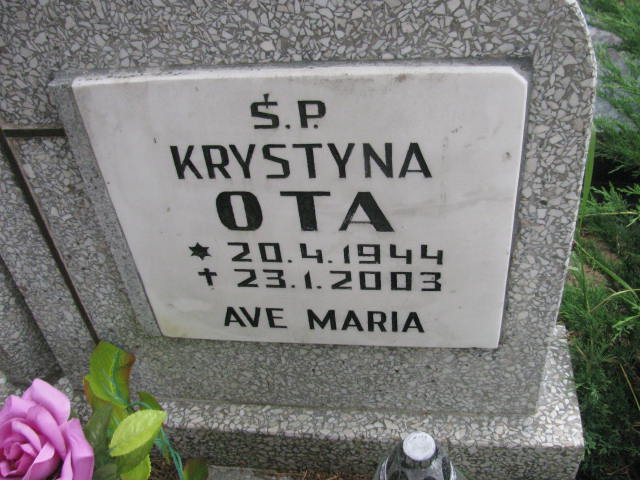 Ś.P.
KRYSTYNA
OTA
* 20.4.1944
✝ 23.1.2003
AVE MARIA